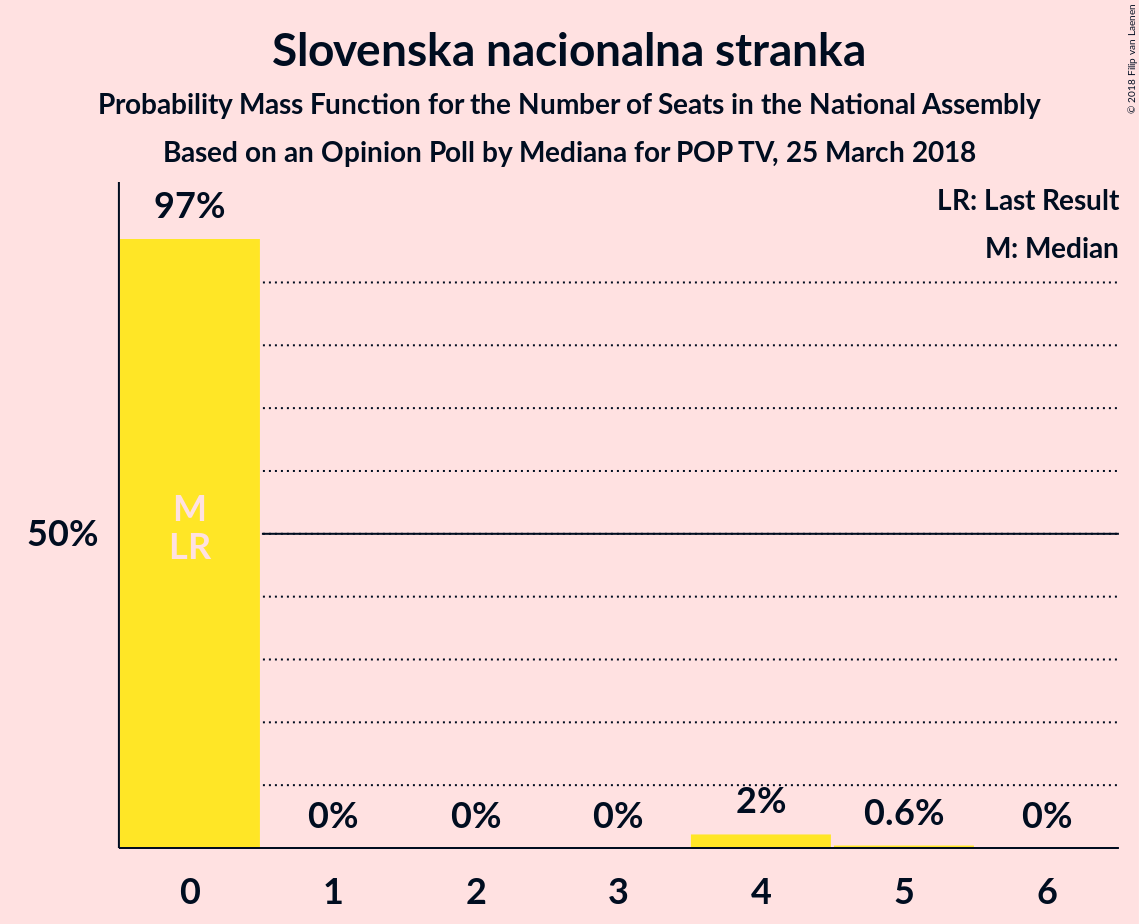 Slovenska nacionalna stranka
Probability Mass Function for the Number of Seats in the National Assembly
Based on an Opinion Poll by Mediana for POP TV, 25 March 2018
© 2018 Filip van Laenen
LR: Last Result
M: Median
97%
M
LR
50%
0%
0%
0%
2%
0.6%
0%
0 1 2 3 4 5 6